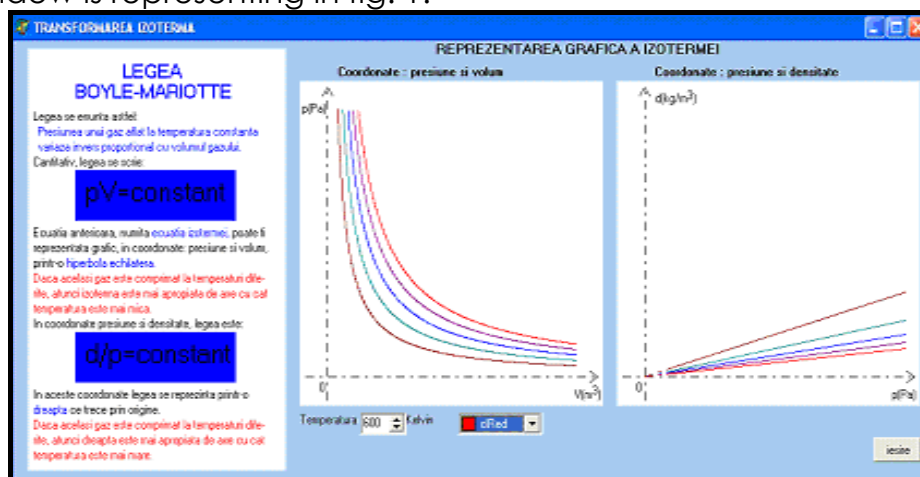 dow is representing in fig. 1.
TRANSFORMAREA IZOTERMA
LEGEA
BOYLE-MARIOTTE
Legea se enunta astfel:
Presiunea unui gaz aflat la temperatura constanta
variaza invers proportional cu volumul gazului.
Cantitativ, legea se scrie:
pV=constant
Ecuatia anterioara, numita ecuatia izotermei, poate fi
reprezentata grafic, in coordonate: presiune si volum,
printr-o hiperbola echilatera.
Daca acelasi gaz este comprimat la temperaturi dife-
rite, atunci izoterma este mai apropiata de axe cu cat
temperatura este mai mica.
In coordonate presiune si densitate, legea este:
d/p=constant
In aceste coordonate legea se reprezinta printr-o
dreapta ce trece prin origine.
Daca acelasi gaz este comprimat la temperaturi dife-
rite, atunci dreapta este mai apropiata de axe cu cat
temperatura este mai mare.
REPREZENTAREA GRAFICA A IZOTERMEI
Coordonate : presiune si volum
p(Pa)
0
V(m³)
Coordonate : presiune si densitate
d(kg/m³)
0
p(Pa)
Temperatura 600 Kelvin
clRed
iesire